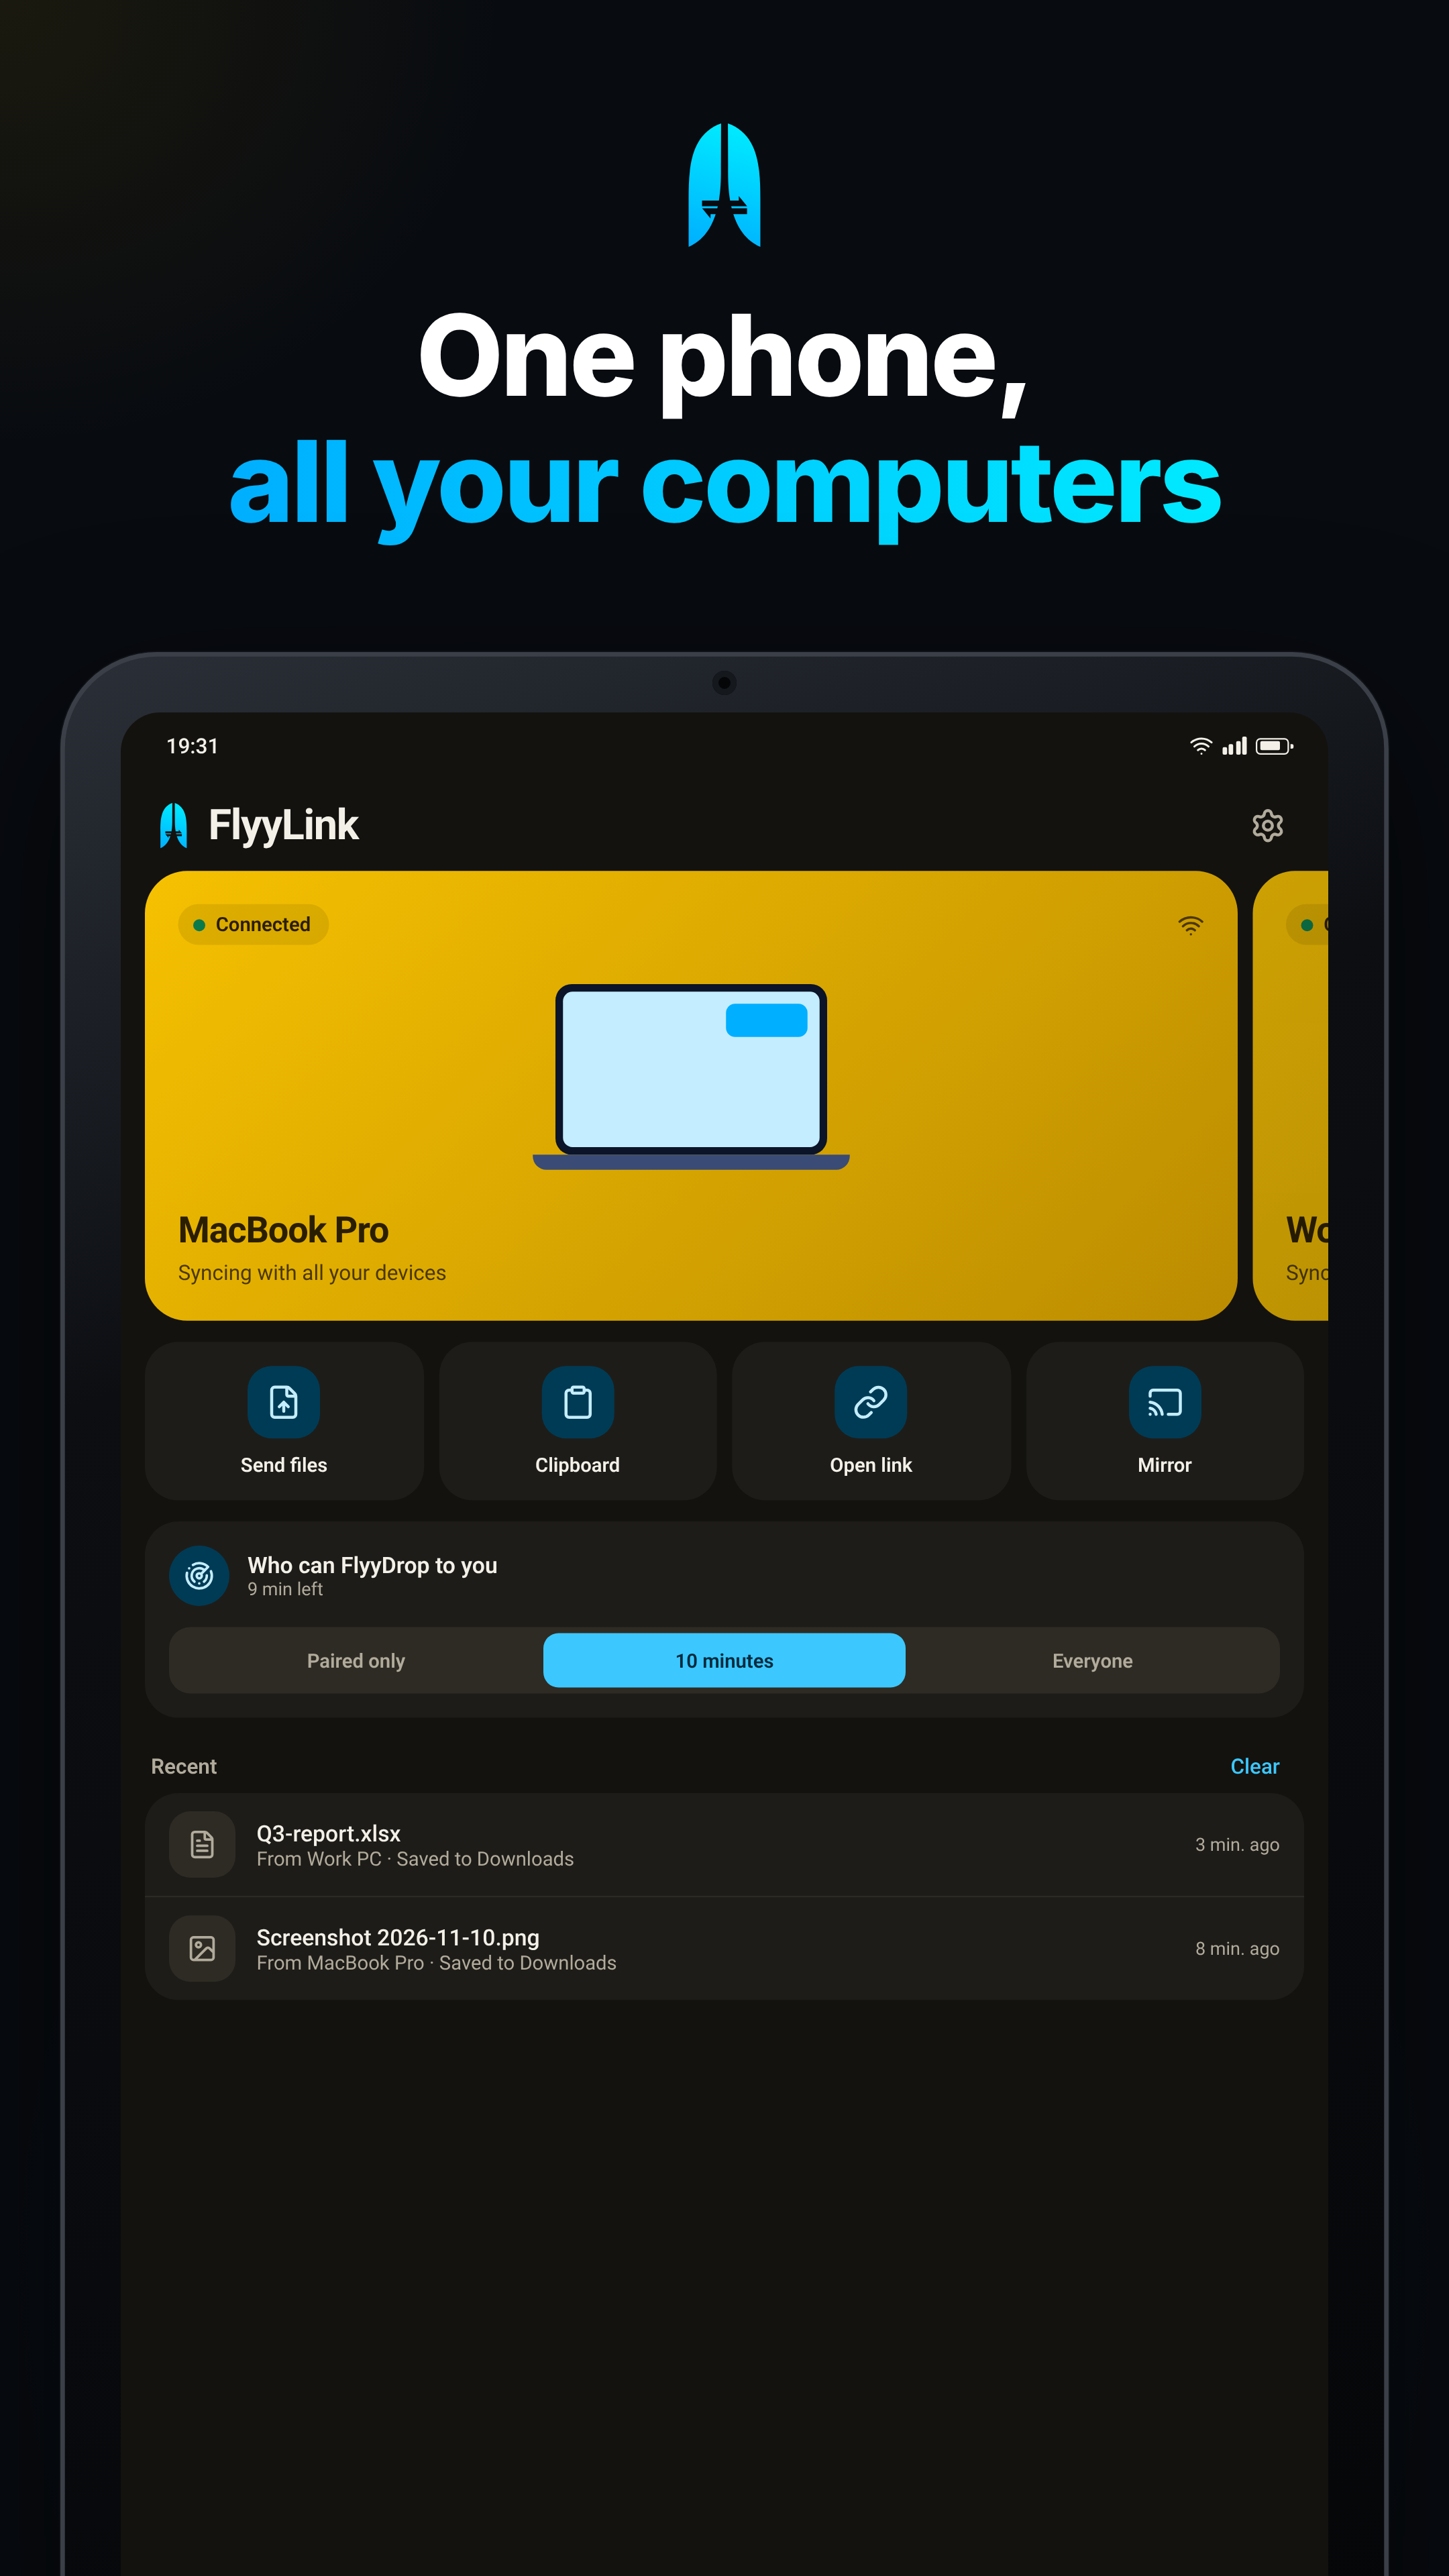 One phone,
all your computers
19:31
FlyyLink
Connected
MacBook Pro
Syncing with all your devices
Wo
Sync
Send files
Clipboard
Open link
Mirror
Who can FlyyDrop to you
9 min left
Paired only
10 minutes
Everyone
Recent
Clear
Q3-report.xlsx
From Work PC · Saved to Downloads
3 min. ago
Screenshot 2026-11-10.png
From MacBook Pro · Saved to Downloads
8 min. ago